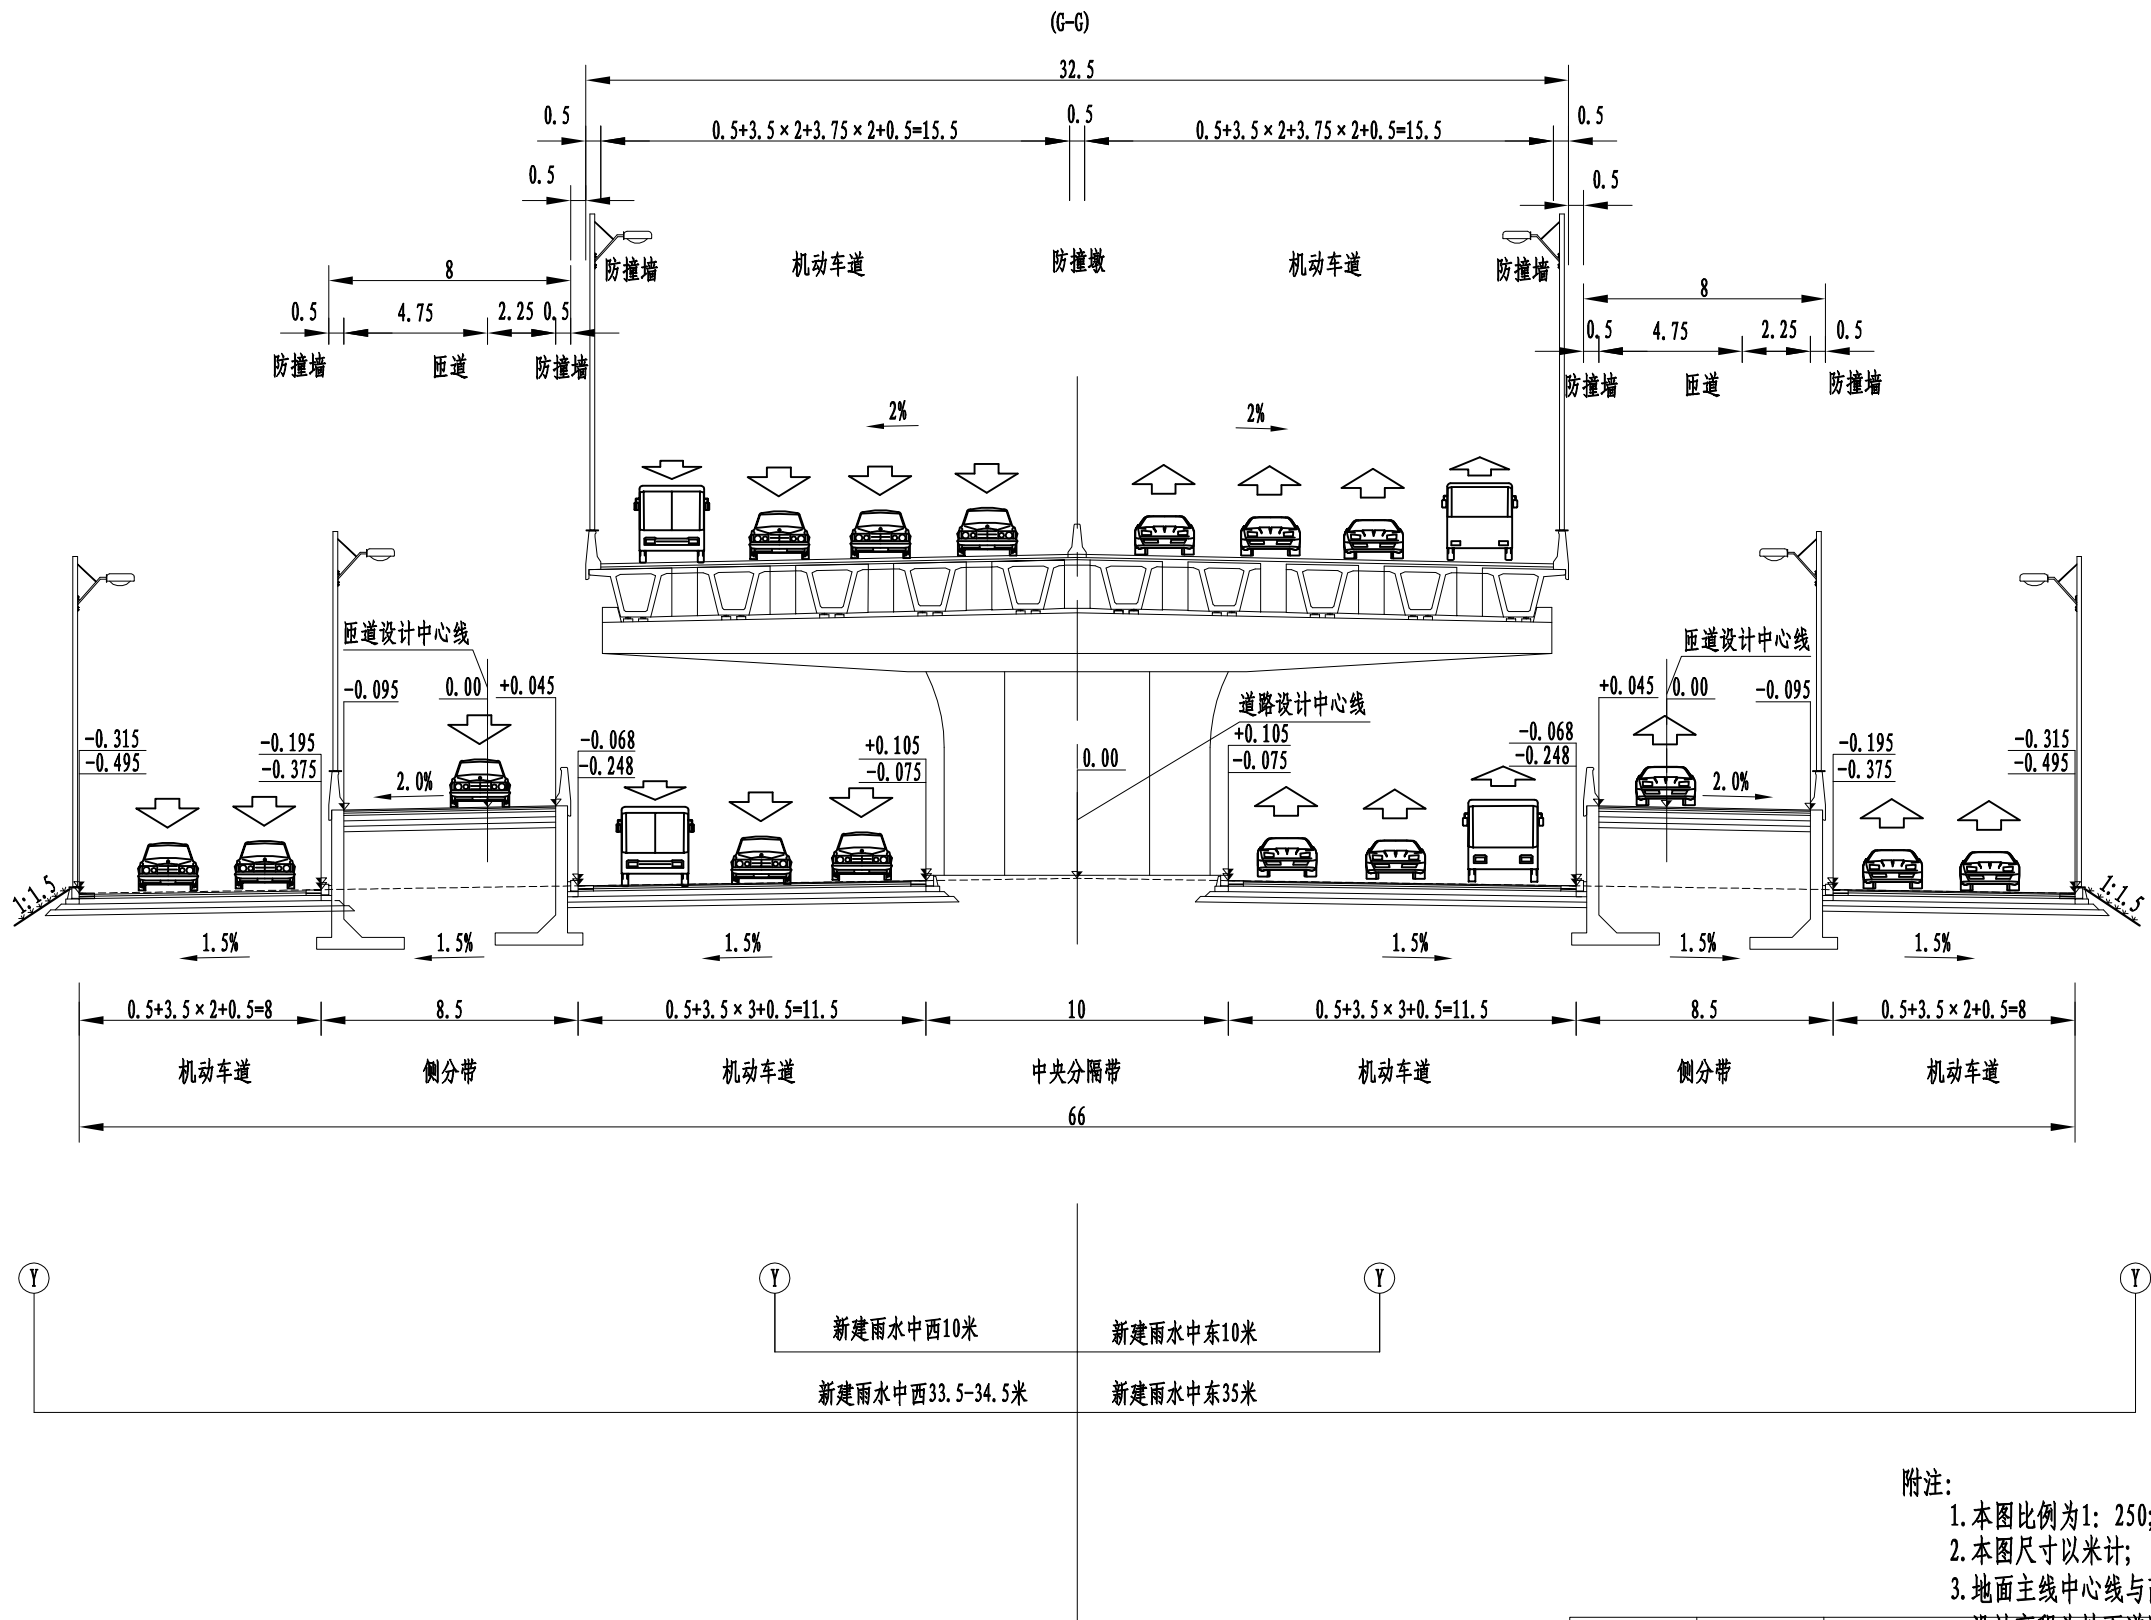 (G-G)
32.5
0.5
0.5+3.5×2+3.75×2+0.5=15.5
0.5
0.5+3.5×2+3.75×2+0.5=15.5
0.5
0.5
0.5
防撞墙
机动车道
防撞墩
机动车道
防撞墙
8
8
0.5
4.75
2.25
0.5
0.5
4.75
2.25
0.5
防撞墙
匝道
防撞墙
防撞墙
匝道
防撞墙
2%
2%
匝道设计中心线
匝道设计中心线
-0.095
0.00
+0.045
+0.045
0.00
-0.095
道路设计中心线
-0.315
-0.495
-0.195
-0.375
-0.068
-0.248
+0.105
-0.075
+0.105
-0.075
0.00
-0.068
-0.248
-0.195
-0.375
-0.315
-0.495
2.0%
2.0%
1:1.5
1:1.5
1.5%
1.5%
1.5%
1.5%
1.5%
1.5%
0.5+3.5×2+0.5=8
8.5
0.5+3.5×3+0.5=11.5
10
0.5+3.5×3+0.5=11.5
8.5
0.5+3.5×2+0.5=8
机动车道
侧分带
机动车道
中央分隔带
机动车道
侧分带
机动车道
66
Y
Y
Y
Y
新建雨水中西10米
新建雨水中东10米
新建雨水中西33.5-34.5米
新建雨水中东35米
附注:
1.本图比例为1: 250;
2.本图尺寸以米计;
3.地面主线中心线与